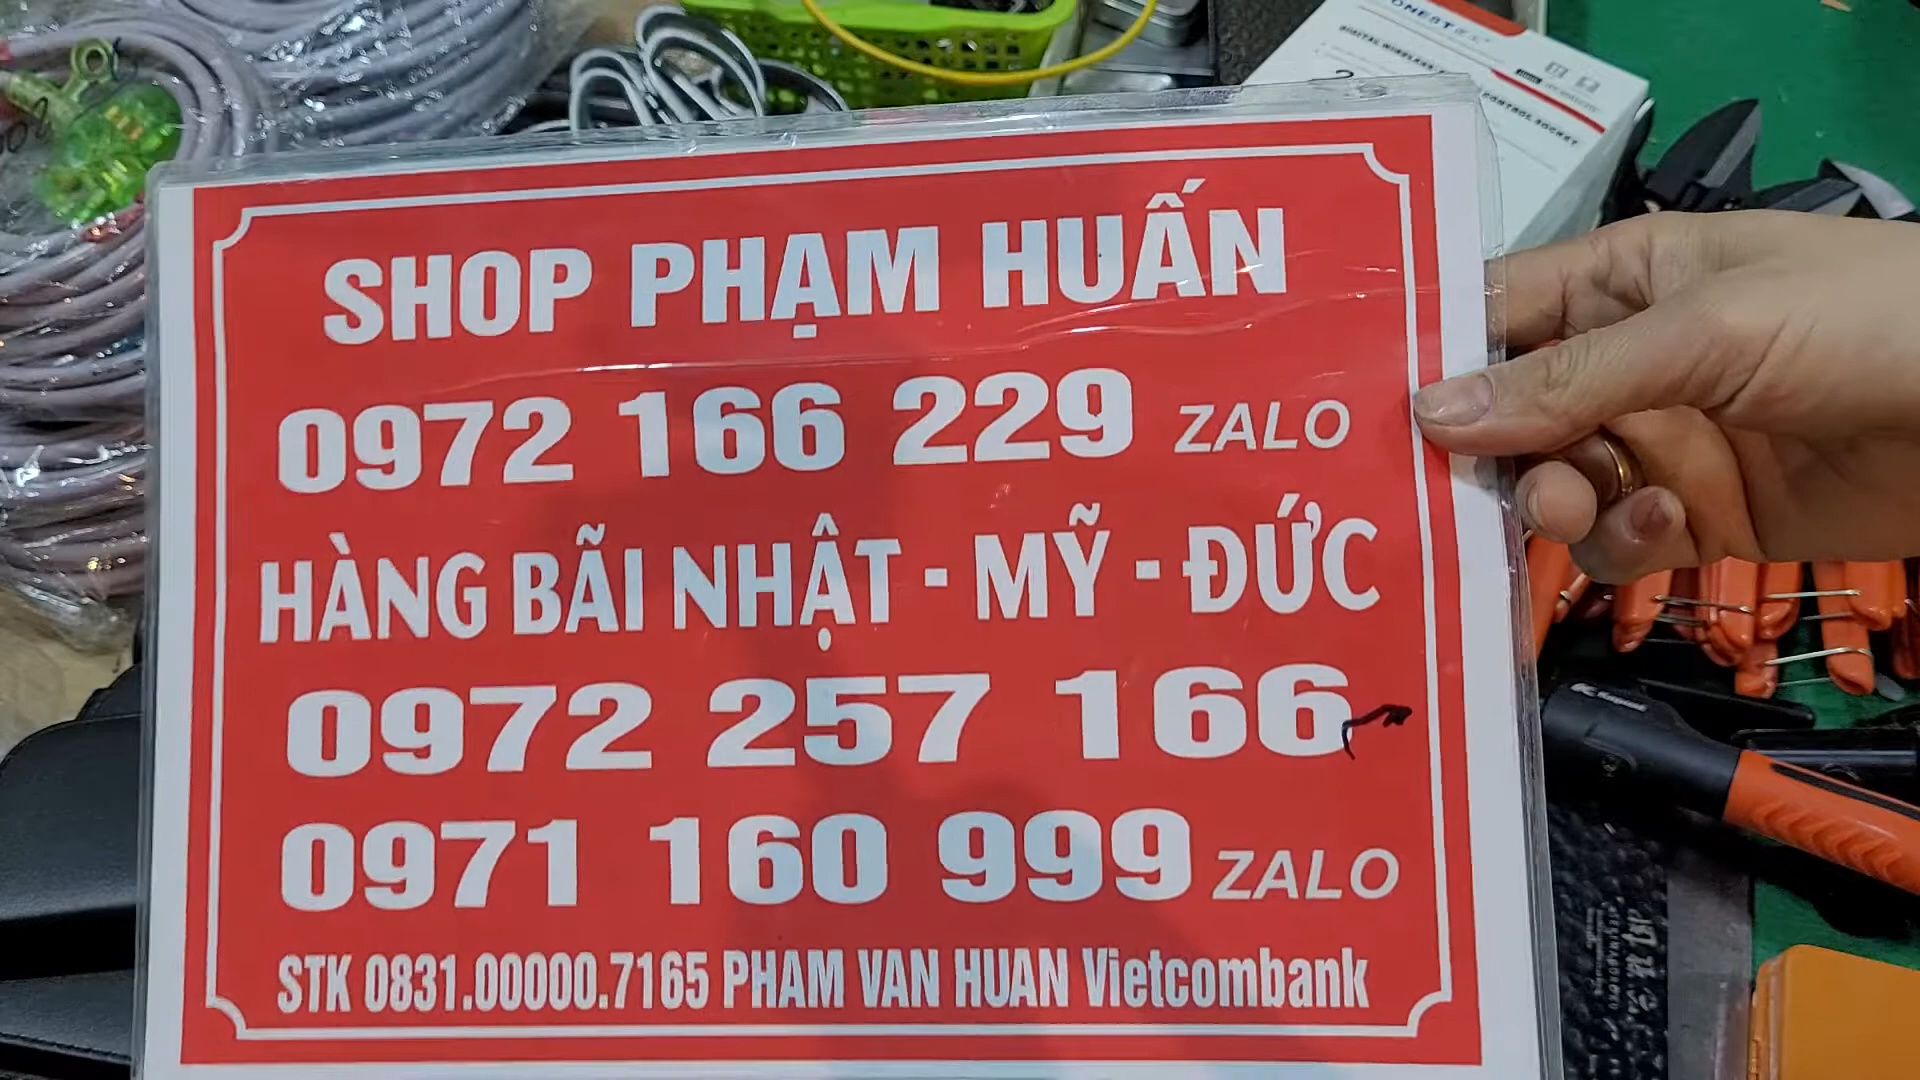 SHOP PHẠM HUẤN
0972 166 229 ZALO
HÀNG BÃI NHẬT - MỸ - ĐỨC
0972 257 166
0971 160 999 ZALO
STK 0831.00000.7165 PHAM VAN HUAN Vietcombank